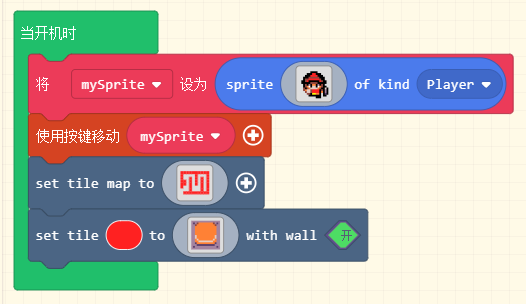 当开机时
将 mySprite 设为 sprite of kind Player
使用按键移动 mySprite
set tile map to
set tile to with wall 开